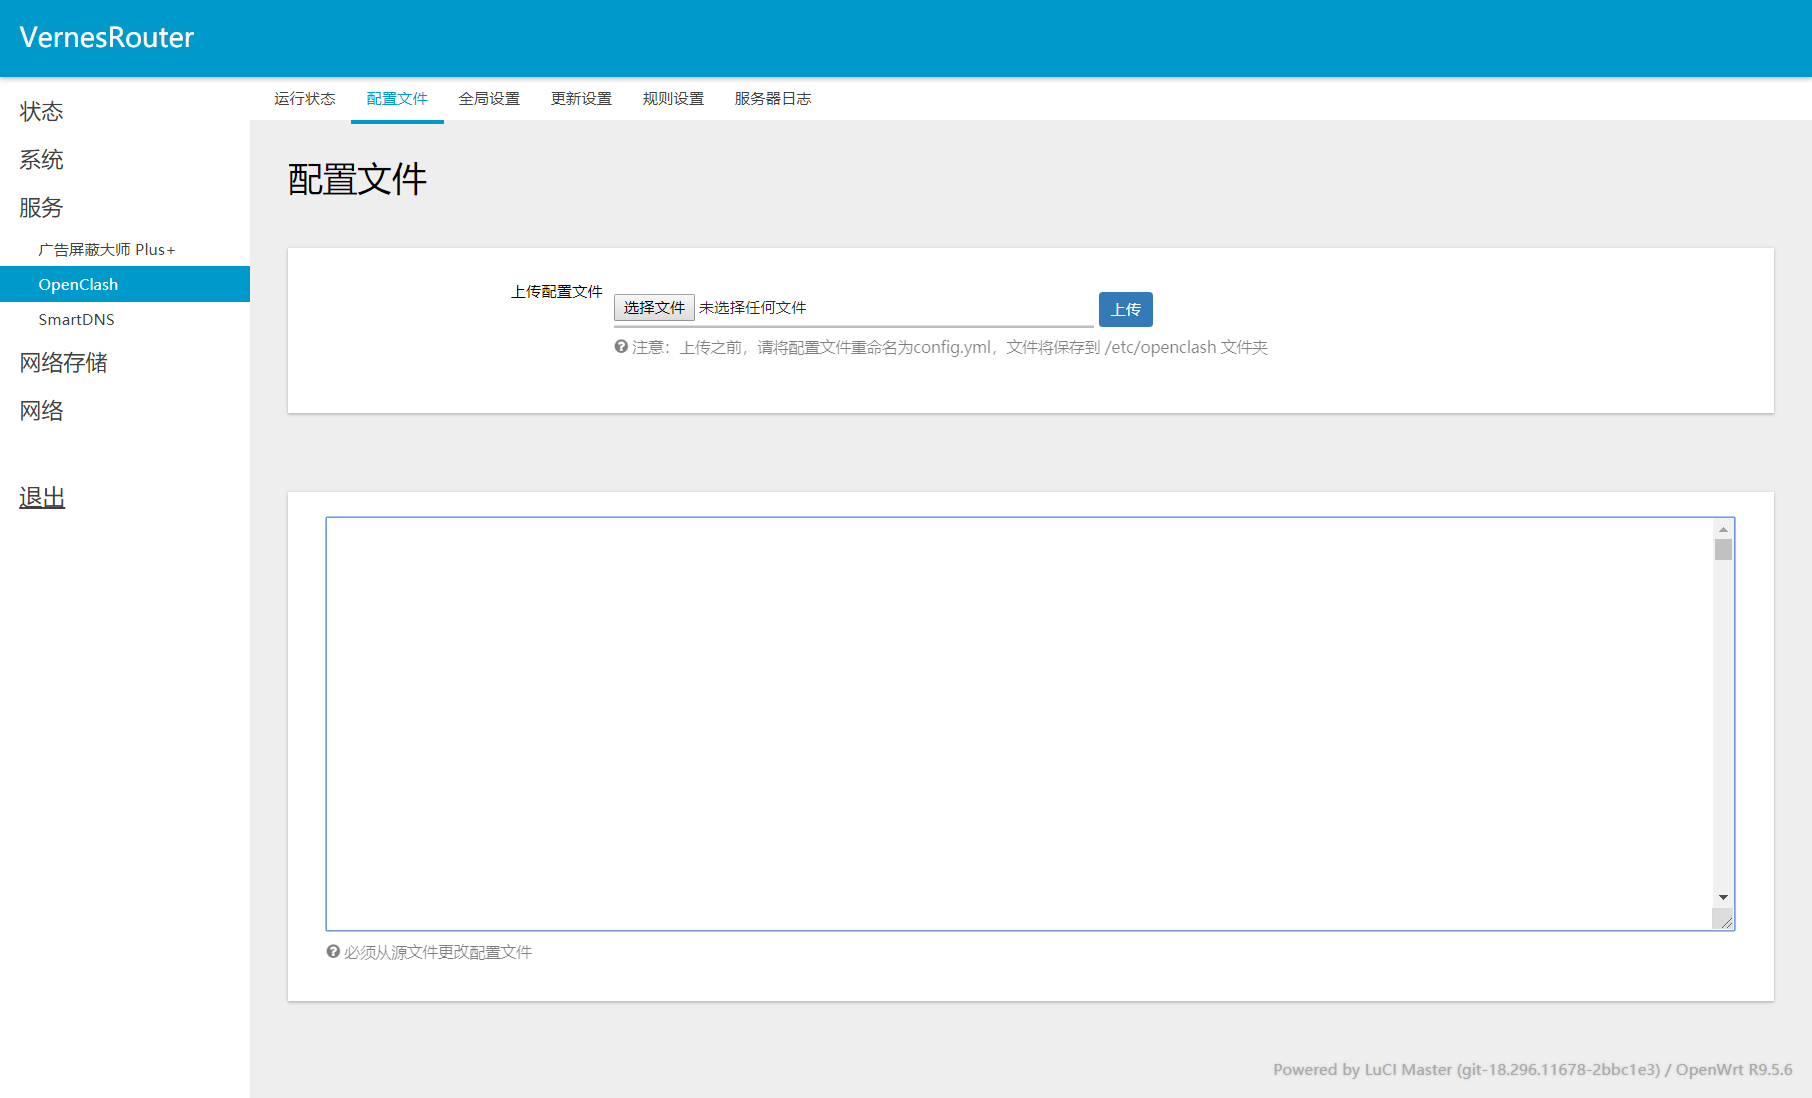 VernesRouter
状态
系统
服务
广告屏蔽大师 Plus+
OpenClash
SmartDNS
网络存储
网络
退出
运行状态 配置文件 全局设置 更新设置 规则设置 服务器日志
配置文件
上传配置文件 选择文件 未选择任何文件 上传
注意：上传之前，请将配置文件重命名为config.yml，文件将保存到 /etc/openclash 文件夹
必须从源文件更改配置文件
Powered by LuCI Master (git-18.296.11678-2bbc1e3) / OpenWrt R9.5.6